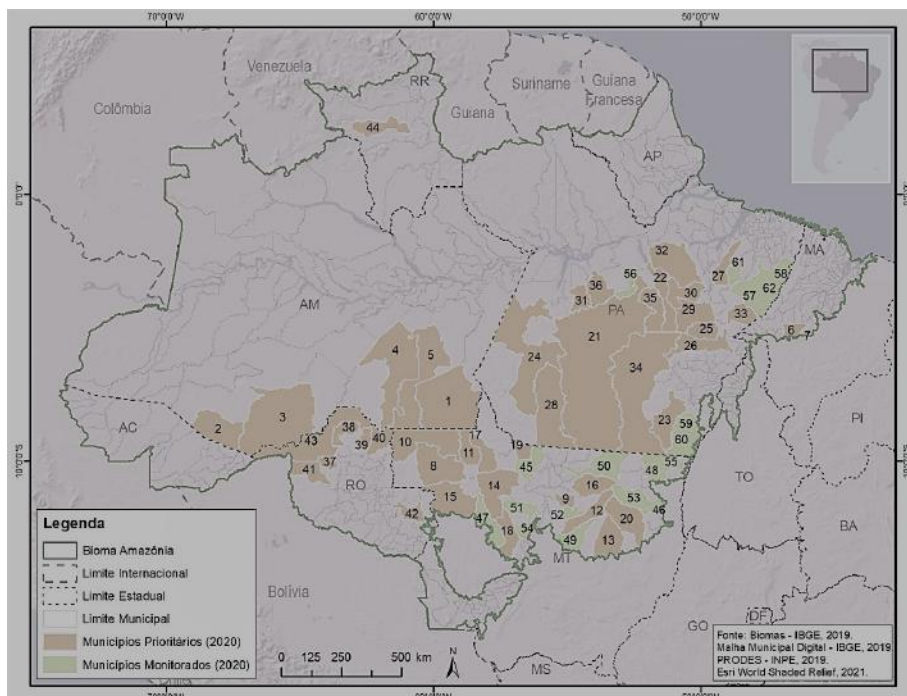 70°0'0"
60°0'0"
50°0'0"
Venezuela
Colômbia
RR
Guiana
Suriname
Guiana
Francesa
44
AP
0°0'0"
MA
32
61
58
56
27
36
22
62
31
35
30
57
PA
29
33
AM
21
25
6
7
4
5
24
26
34
1
28
3
23
2
38
59
AC
43
17
60
40
10
19
39
11
55
10°0'0"
37
45
50
48
41
8
TO
RO
14
16
PI
15
9
53
51
12
46
42
47
52
20
BA
18
54
49
13
MT
Legenda
Bioma Amazônia
Limite Internacional
Limite Estadual
Limite Municipal
Municípios Prioritários (2020)
Municípios Monitorados (2020)
Bolívia
GO
DF
MS
0 125 250 500 km
N
Fonte: Biomas - IBGE, 2019.
Malha Municipal Digital - IBGE, 2019.
PRODES - INPE, 2019.
Esri World Shaded Relief, 2021.